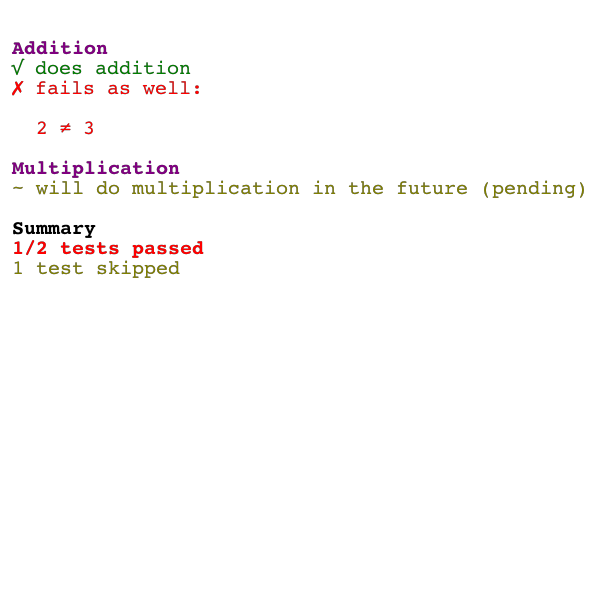 Addition
√ does addition
✗ fails as well:
2 ≠ 3
Multiplication
~ will do multiplication in the future (pending)
Summary
1/2 tests passed
1 test skipped